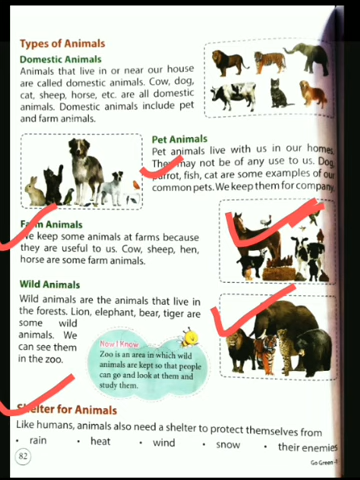 Types of Animals
Domestic Animals
Animals that live in or near our house
are called domestic animals. Cow, dog,
cat, sheep, horse, etc. are all domestic
animals. Domestic animals include pet
and farm animals.
Pet Animals
Pet animals live with us in our homes.
They may not be of any use to us. Dog,
parrot, fish, cat are some examples of our
common pets. We keep them for company.
Farm Animals
We keep some animals at farms because
they are useful to us. Cow, sheep, hen,
horse are some farm animals.
Wild Animals
Wild animals are the animals that live in
the forests. Lion, elephant, bear, tiger are
some wild
animals. We
can see them
in the zoo.
Now I Know
Zoo is an area in which wild
animals are kept so that people
can go and look at them and
study them.
Shelter for Animals
Like humans, animals also need a shelter to protect themselves from
• rain • heat • wind • snow • their enemies
82
Go Green-1